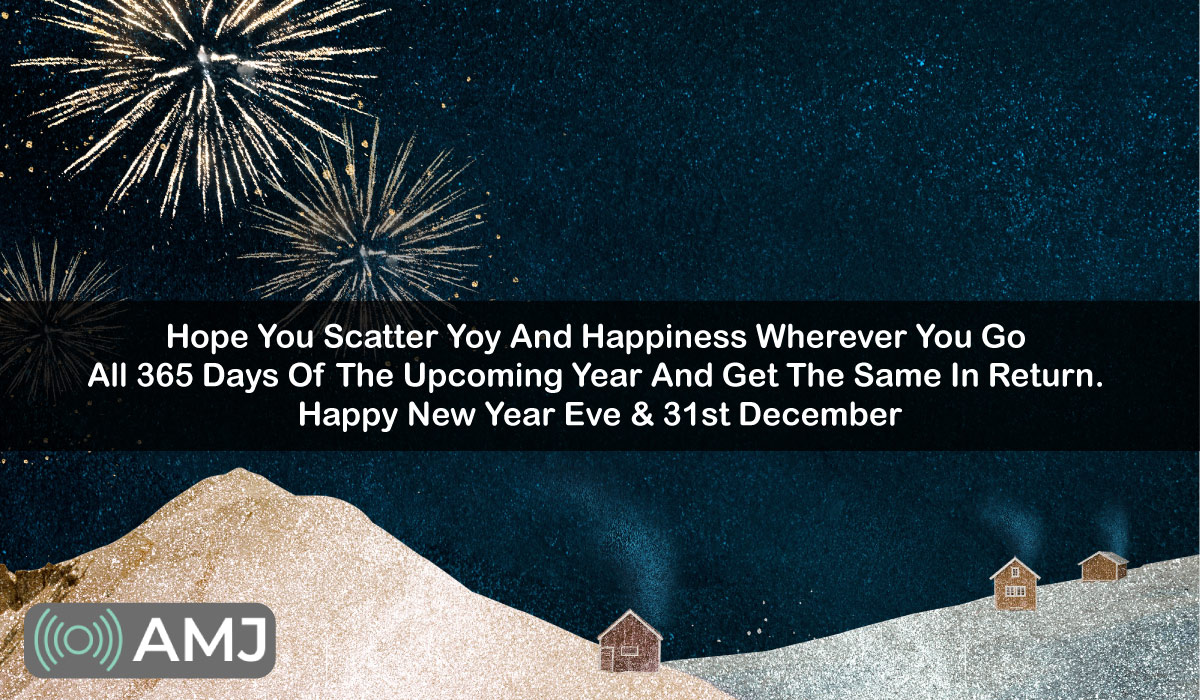 Hope You Scatter Yoy And Happiness Wherever You Go
All 365 Days Of The Upcoming Year And Get The Same In Return.
Happy New Year Eve & 31st December
AMJ